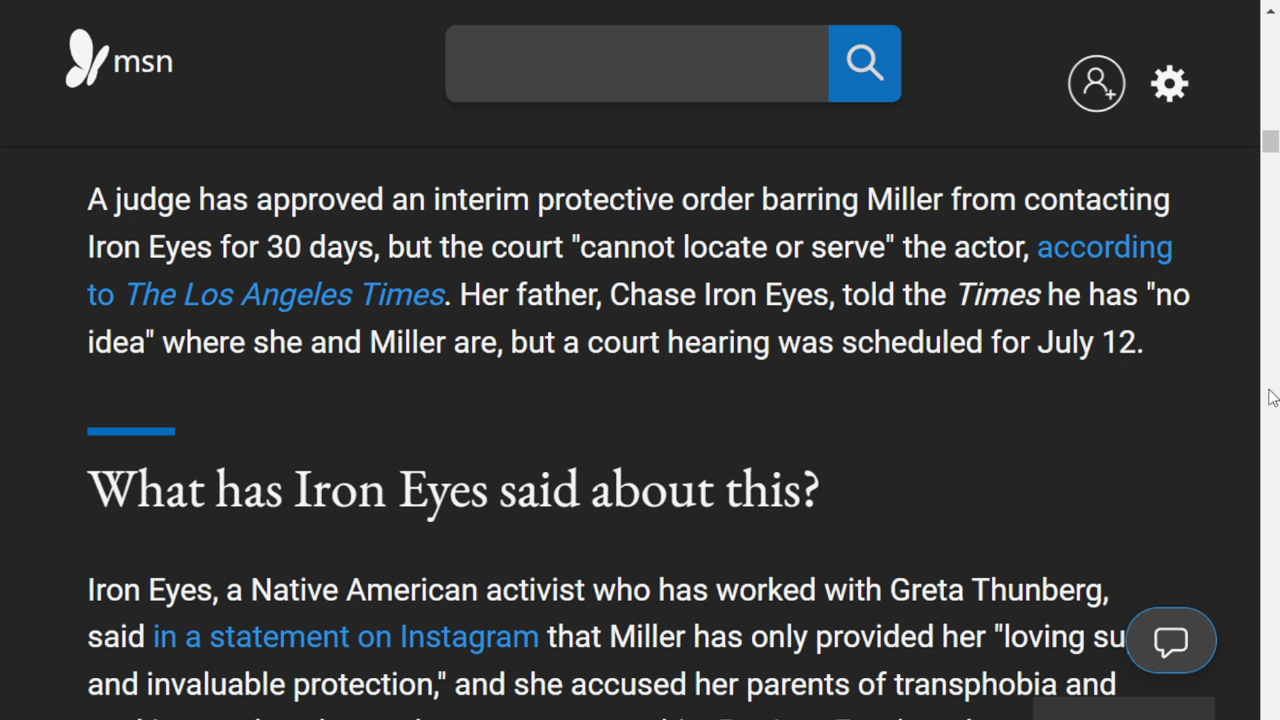 msn
A judge has approved an interim protective order barring Miller from contacting
Iron Eyes for 30 days, but the court "cannot locate or serve" the actor, according
to The Los Angeles Times. Her father, Chase Iron Eyes, told the Times he has "no
idea" where she and Miller are, but a court hearing was scheduled for July 12.
What has Iron Eyes said about this?
Iron Eyes, a Native American activist who has worked with Greta Thunberg,
said in a statement on Instagram that Miller has only provided her "loving
and invaluable protection," and she accused her parents of transphobia and